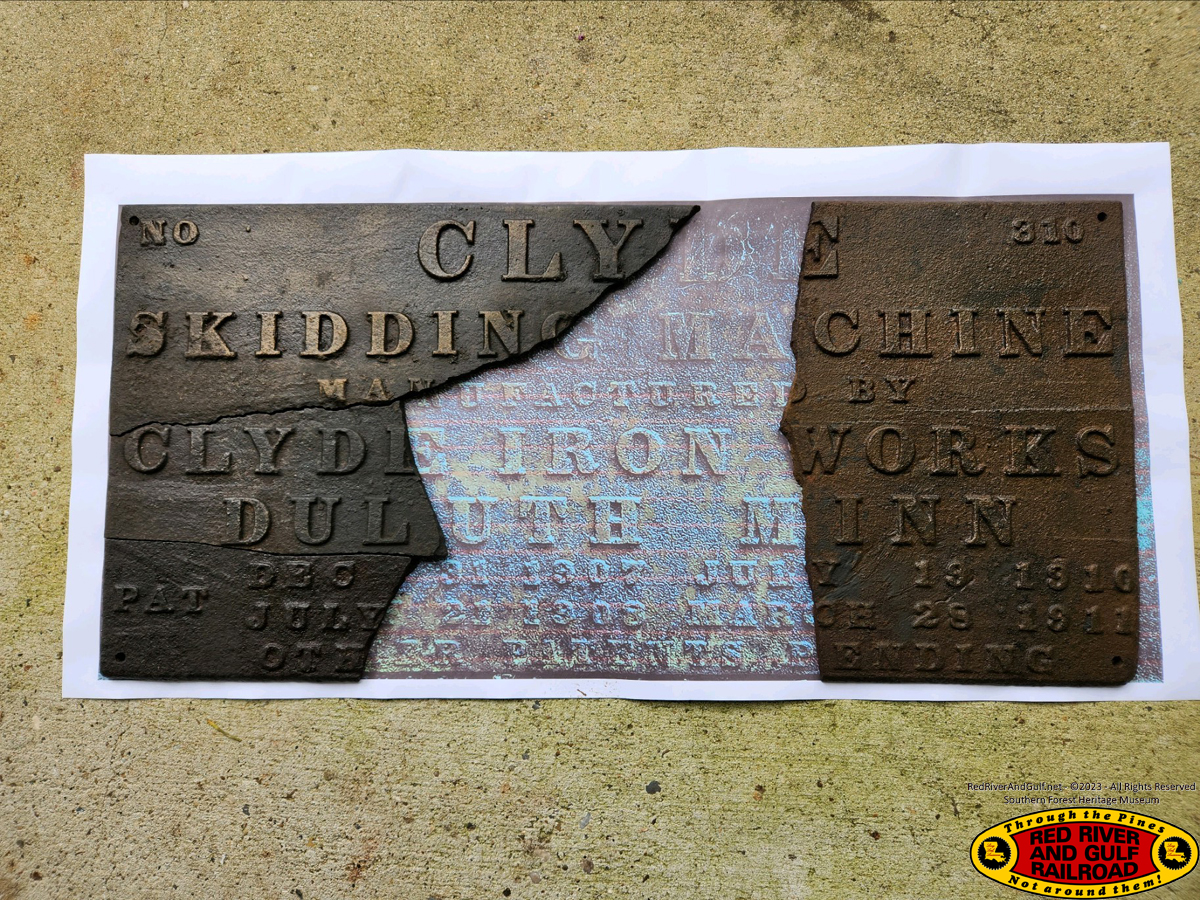 NO CLYDE 310
SKIDDING MACHINE
MANUFACTURED BY
CLYDE IRON WORKS
DULUTH MINN
PAT DEC 31 1907 JULY 19 1910
JULY 21 1908 MARCH 28 1911
OTHER PATENTS PENDING
RedRiverAndGulf.net - ©2023 - All Rights Reserved
Southern Forest Heritage Museum
Through the Pines
RED RIVER
AND GULF
RAILROAD
Not around them!